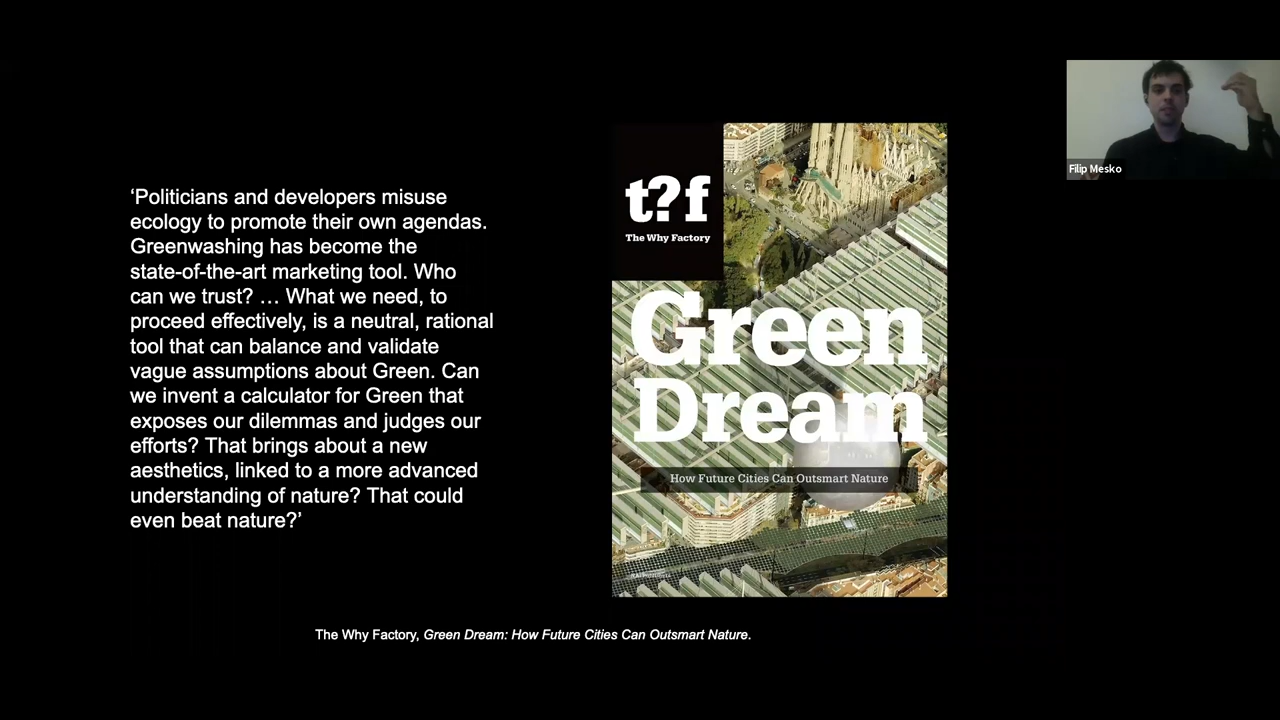 ‘Politicians and developers misuse
ecology to promote their own agendas.
Greenwashing has become the
state-of-the-art marketing tool. Who
can we trust? … What we need, to
proceed effectively, is a neutral, rational
tool that can balance and validate
vague assumptions about Green. Can
we invent a calculator for Green that
exposes our dilemmas and judges our
efforts? That brings about a new
aesthetics, linked to a more advanced
understanding of nature? That could
even beat nature?’
t?f
The Why Factory
Green
Dream
How Future Cities Can Outsmart Nature
The Why Factory, Green Dream: How Future Cities Can Outsmart Nature.
Filip Mesko